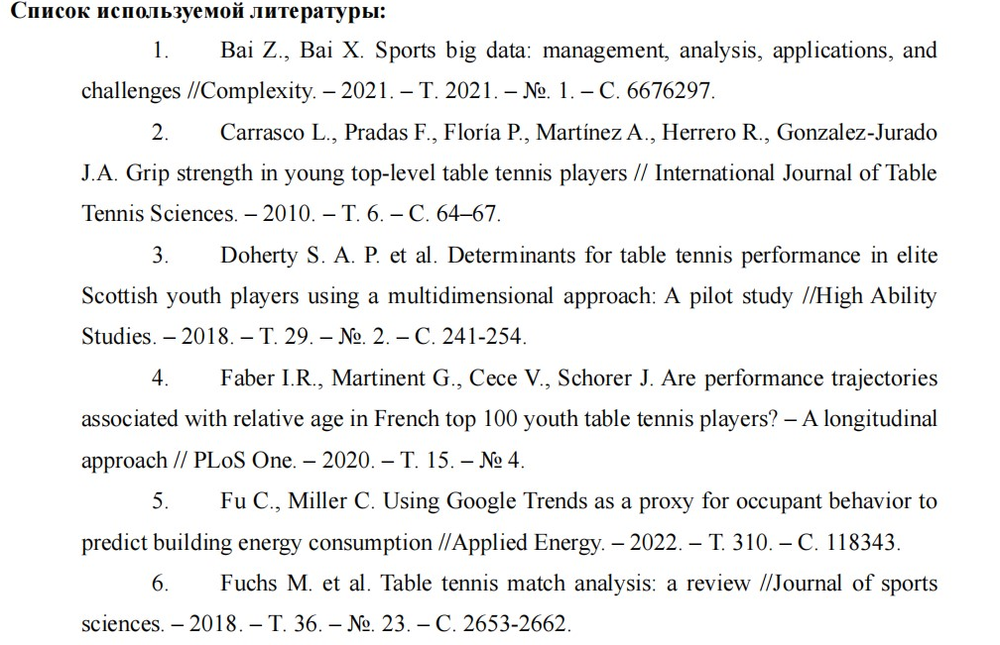 Список используемой литературы:
1. Bai Z., Bai X. Sports big data: management, analysis, applications, and
challenges //Complexity. – 2021. – Т. 2021. – №. 1. – С. 6676297.
2. Carrasco L., Pradas F., Floría P., Martínez A., Herrero R., Gonzalez-Jurado
J.A. Grip strength in young top-level table tennis players // International Journal of Table
Tennis Sciences. – 2010. – Т. 6. – С. 64–67.
3. Doherty S. A. P. et al. Determinants for table tennis performance in elite
Scottish youth players using a multidimensional approach: A pilot study //High Ability
Studies. – 2018. – Т. 29. – №. 2. – С. 241-254.
4. Faber I.R., Martinent G., Cece V., Schorer J. Are performance trajectories
associated with relative age in French top 100 youth table tennis players? – A longitudinal
approach // PLoS One. – 2020. – Т. 15. – № 4.
5. Fu C., Miller C. Using Google Trends as a proxy for occupant behavior to
predict building energy consumption //Applied Energy. – 2022. – Т. 310. – С. 118343.
6. Fuchs M. et al. Table tennis match analysis: a review //Journal of sports
sciences. – 2018. – Т. 36. – №. 23. – С. 2653-2662.